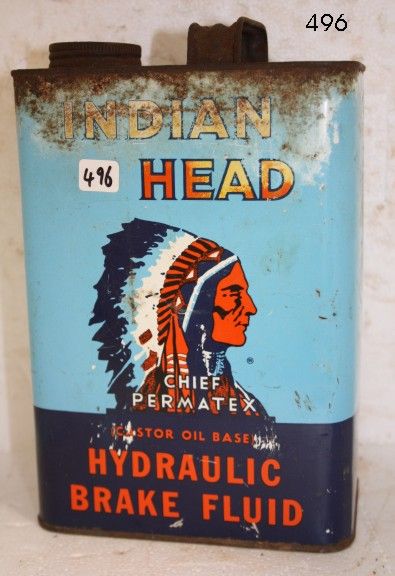 496
INDIAN
496
HEAD
®
CHIEF
PERMATEX
(CASTOR OIL BASE)
HYDRAULIC
BRAKE FLUID